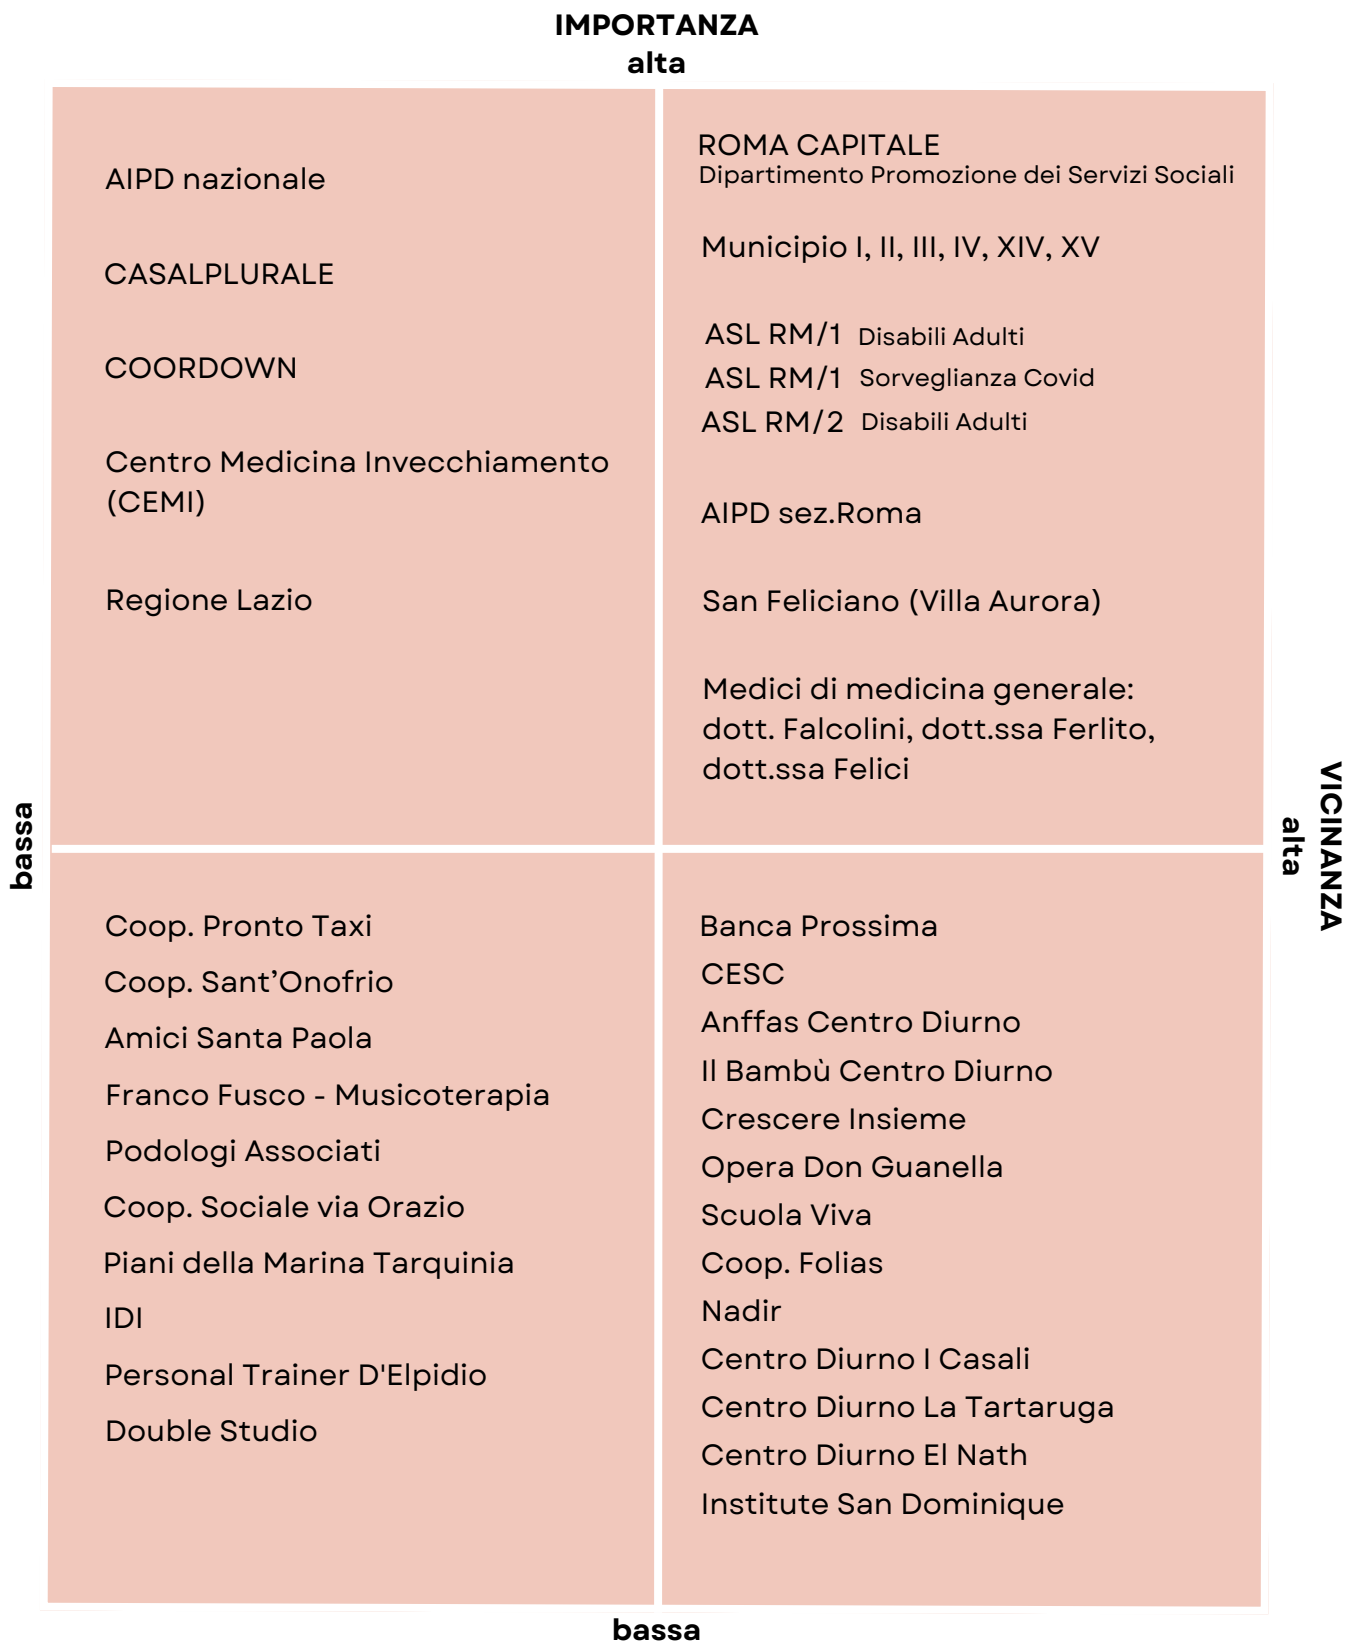 IMPORTANZA
alta
AIPD nazionale
CASALPLURALE
COORDOWN
Centro Medicina Invecchiamento
(CEMI)
Regione Lazio
ROMA CAPITALE
Dipartimento Promozione dei Servizi Sociali
Municipio I, II, III, IV, XIV, XV
ASL RM/1 Disabili Adulti
ASL RM/1 Sorveglianza Covid
ASL RM/2 Disabili Adulti
AIPD sez.Roma
San Feliciano (Villa Aurora)
Medici di medicina generale:
dott. Falcolini, dott.ssa Ferlito,
dott.ssa Felici
bassa
alta
VICINANZA
Coop. Pronto Taxi
Coop. Sant’Onofrio
Amici Santa Paola
Franco Fusco - Musicoterapia
Podologi Associati
Coop. Sociale via Orazio
Piani della Marina Tarquinia
IDI
Personal Trainer D'Elpidio
Double Studio
Banca Prossima
CESC
Anffas Centro Diurno
Il Bambù Centro Diurno
Crescere Insieme
Opera Don Guanella
Scuola Viva
Coop. Folias
Nadir
Centro Diurno I Casali
Centro Diurno La Tartaruga
Centro Diurno El Nath
Institute San Dominique
bassa